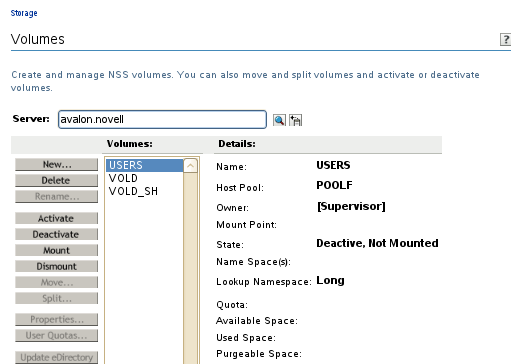 Storage
Volumes
?
Create and manage NSS volumes. You can also move and split volumes and activate or deactivate
volumes.
Server: avalon.novell
Volumes:
Details:
New...
Delete
Rename...
Activate
Deactivate
Mount
Dismount
Move...
Split...
Properties...
User Quotas...
Update eDirectory
USERS
VOLD
VOLD_SH
Name: USERS
Host Pool: POOLF
Owner: [Supervisor]
Mount Point:
State: Deactive, Not Mounted
Name Space(s):
Lookup Namespace: Long
Quota:
Available Space:
Used Space:
Purgeable Space: